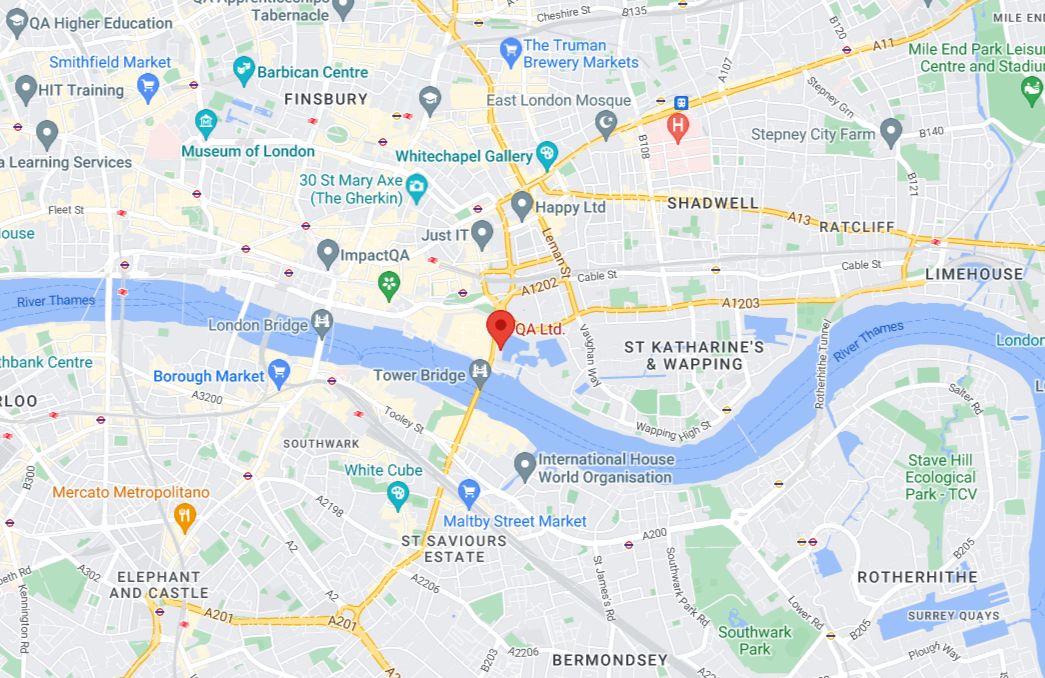 QA Higher Education
QA Apprenticeships
Tabernacle
Cheshire St
B135
B120
A11
MILE EN
Smithfield Market
Barbican Centre
The Truman
Brewery Markets
A107
Mile End Park Leisu
Centre and Stadiu
HIT Training
FINSBURY
East London Mosque
H
Stepney Grn
Stepney City Farm
B140
a Learning Services
Museum of London
Whitechapel Gallery
B108
B121
30 St Mary Axe
(The Gherkin)
Happy Ltd
SHADWELL
A13
RATCLIFF
Fleet St
ouse
Just IT
Leman St
ImpactQA
Cable St
Cable St
LIMEHOUSE
A1202
A1203
River Thames
London Bridge
QA Ltd.
Vaughan Way
ST KATHARINE'S
& WAPPING
Rotherhithe Tunnel
River Thames
London
thbank Centre
Borough Market
Tower Bridge
A3200
RLOO
Tooley St
Wapping High St
Salter Rd
SOUTHWARK
B300
White Cube
International House
World Organisation
Stave Hill
Ecological
Park - TCV
Mercato Metropolitano
A2198
Maltby Street Market
ST SAVIOURS
ESTATE
A200
A2
B205
eth Rd
A302
ELEPHANT
AND CASTLE
A2206
St James's Rd
Southwark Park Rd
ROTHERHITHE
Kennington Rd
A2
A201
A201
Lower Rd
B205
SURREY QUAYS
Southwark
Park
B203
A2206
BERMONDSEY
A2
Plough Way